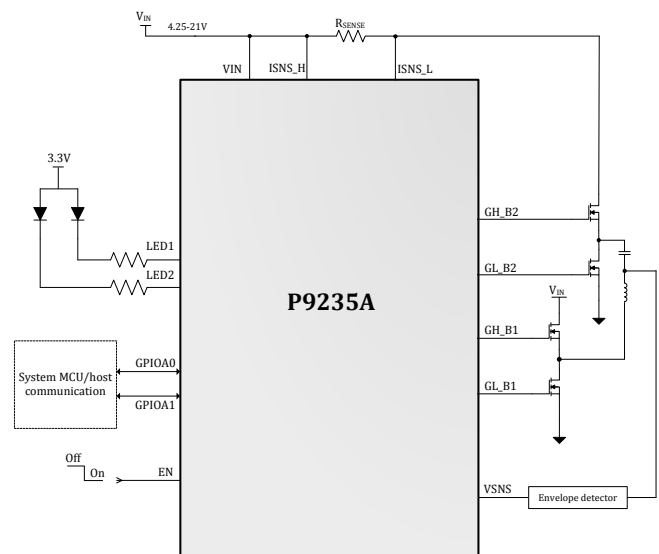 VIN 4.25-21V RSENSE
VIN ISNS_H ISNS_L
3.3V
LED1
LED2
P9235A
GH_B2
GL_B2
VIN
GH_B1
GL_B1
System MCU/host
communication
GPIOA0
GPIOA1
Off
On
EN
VSNS
Envelope detector